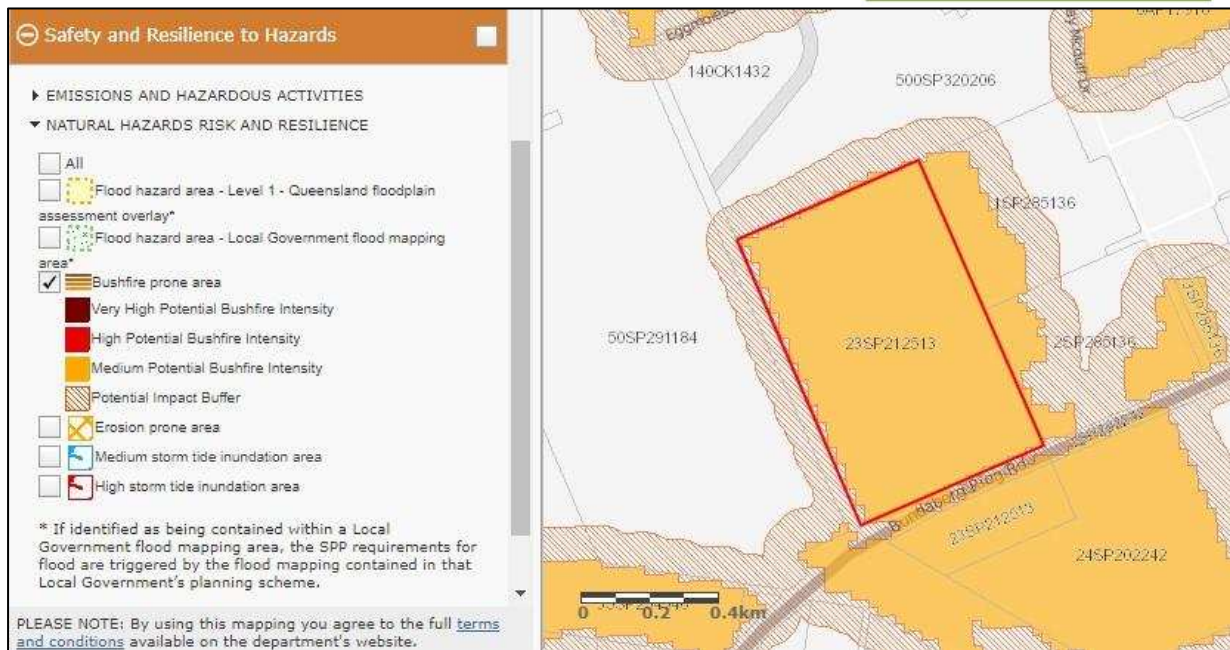 Safety and Resilience to Hazards
EMISSIONS AND HAZARDOUS ACTIVITIES
NATURAL HAZARDS RISK AND RESILIENCE
All
Flood hazard area - Level 1 - Queensland floodplain
assessment overlay*
Flood hazard area - Local Government flood mapping
area*
Bushfire prone area
Very High Potential Bushfire Intensity
High Potential Bushfire Intensity
Medium Potential Bushfire Intensity
Potential Impact Buffer
Erosion prone area
Medium storm tide inundation area
High storm tide inundation area
* If identified as being contained within a Local
Government flood mapping area, the SPP requirements for
flood are triggered by the flood mapping contained in that
Local Government's planning scheme.
PLEASE NOTE: By using this mapping you agree to the full terms
and conditions available on the department's website.
140CK1432
500SP320206
1SP285136
50SP291184
23SP212513
2SP285136
3SP285136
23SP212513
24SP202242
0 0.2 0.4km